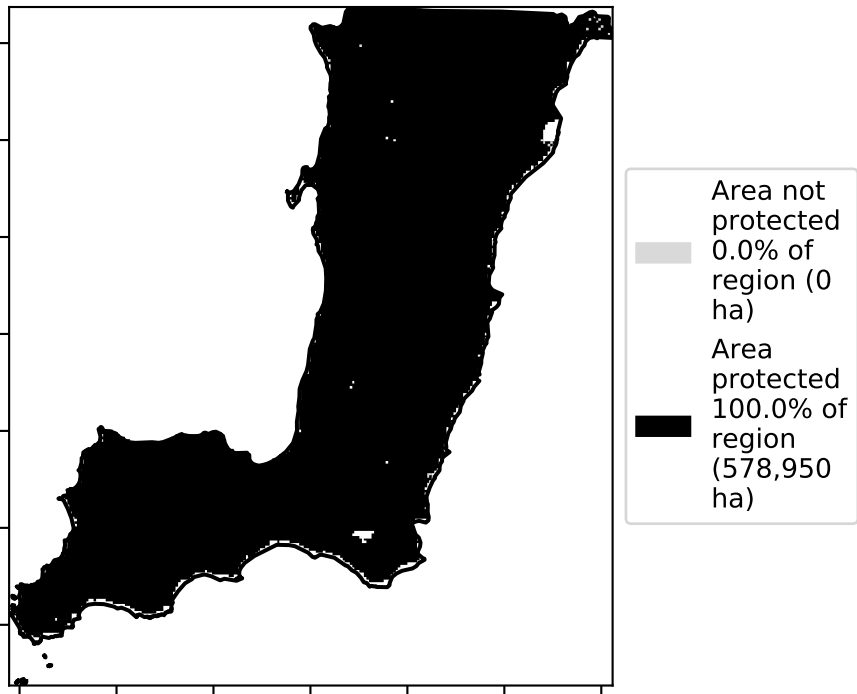 Area not
protected
0.0% of
region (0
ha)
Area
protected
100.0% of
region
(578,950
ha)